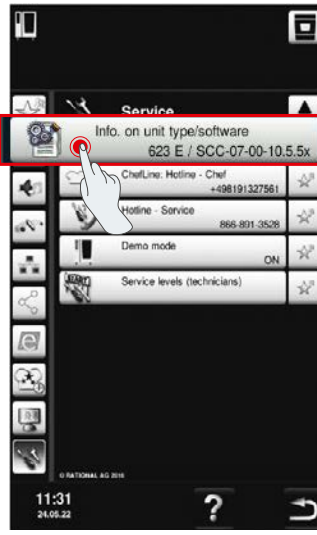 Service
Info. on unit type/software
623 E / SCC-07-00-10.5.5x
ChefLine: Hotline - Chef
+498191327561
Hotline - Service
866-891-3528
Demo mode
ON
Service levels (technicians)
© RATIONAL AG 2016
11:31
24.05.22
?